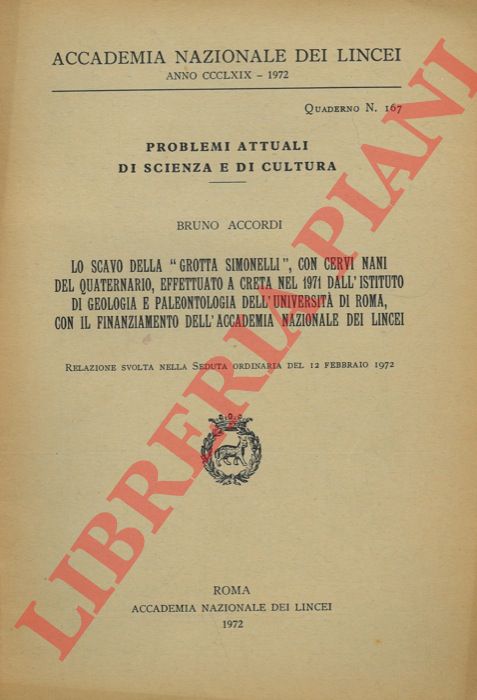 ACCADEMIA NAZIONALE DEI LINCEI
ANNO CCCLXIX – 1972
QUADERNO N. 167
PROBLEMI ATTUALI
DI SCIENZA E DI CULTURA
BRUNO ACCORDI
LO SCAVO DELLA “ GROTTA SIMONELLI ”, CON CERVI NANI
DEL QUATERNARIO, EFFETTUATO A CRETA NEL 1971 DALL'ISTITUTO
DI GEOLOGIA E PALEONTOLOGIA DELL'UNIVERSITÀ DI ROMA,
CON IL FINANZIAMENTO DELL'ACCADEMIA NAZIONALE DEI LINCEI
RELAZIONE SVOLTA NELLA SEDUTA ORDINARIA DEL 12 FEBBRAIO 1972
ROMA
ACCADEMIA NAZIONALE DEI LINCEI
1972
LIBRERIA PIANI